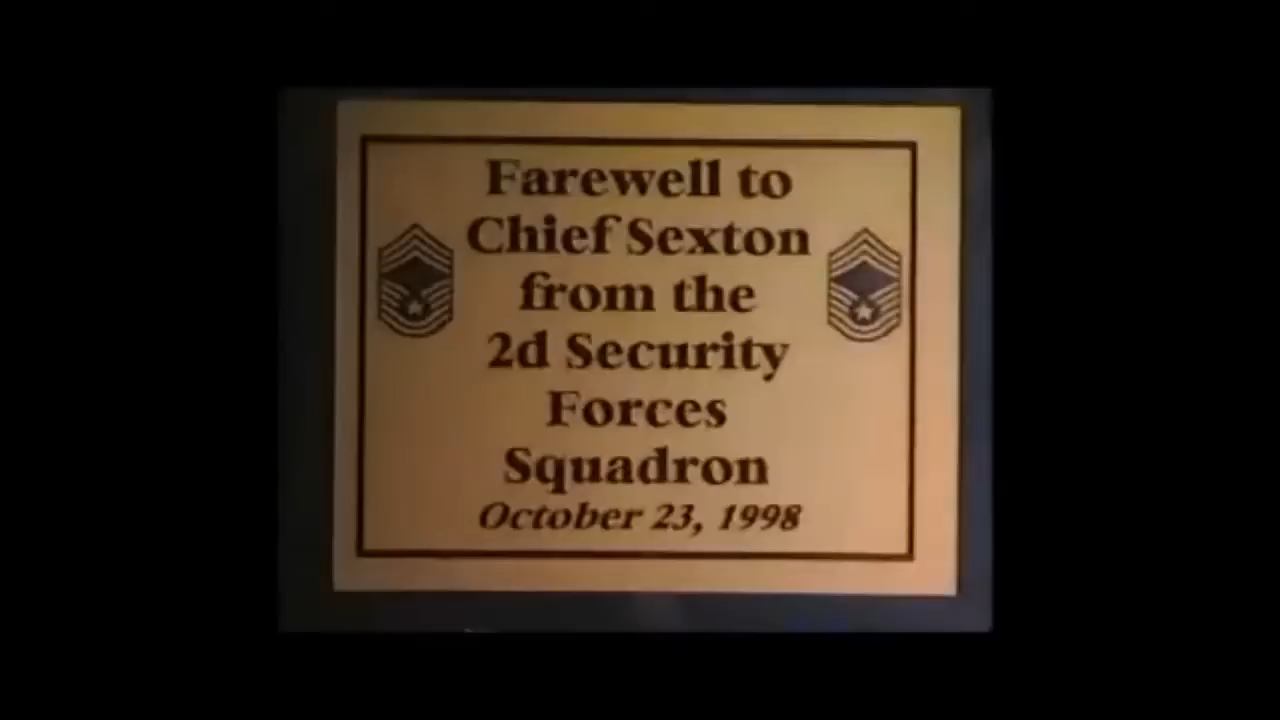 Farewell to
Chief Sexton
from the
2d Security
Forces
Squadron
October 23, 1998